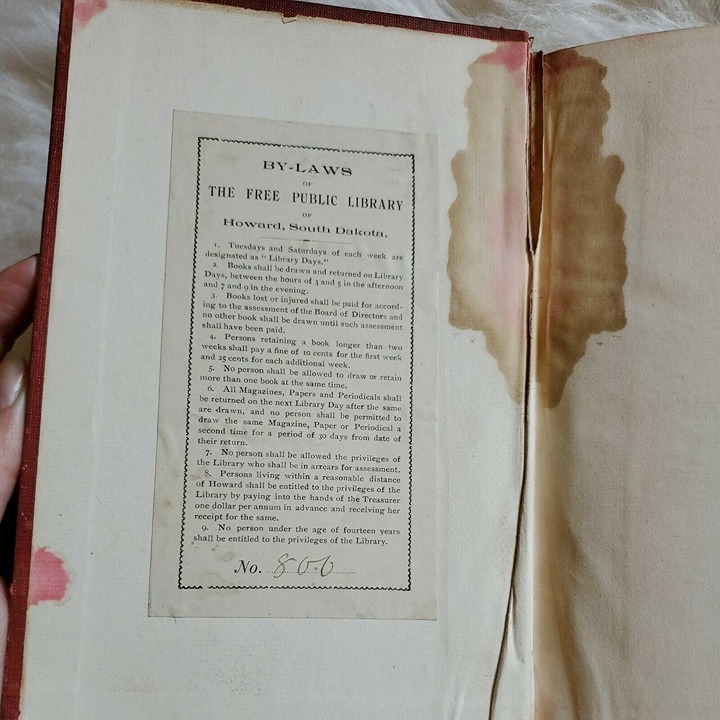 BY-LAWS
OF
THE FREE PUBLIC LIBRARY
OF
Howard, South Dakota.
1. Tuesdays and Saturdays of each week are
designated as "Library Days."
2. Books shall be drawn and returned on Library
Days, between the hours of 3 and 5 in the afternoon
and 7 and 9 in the evening.
3. Books lost or injured shall be paid for accord-
ing to the assessment of the Board of Directors and
no other book shall be drawn until such assessment
shall have been paid.
4. Persons retaining a book longer than two
weeks shall pay a fine of 10 cents for the first week
and 25 cents for each additional week.
5. No person shall be allowed to draw or retain
more than one book at the same time.
6. All Magazines, Papers and Periodicals shall
be returned on the next Library Day after the same
are drawn, and no person shall be permitted to
draw the same Magazine, Paper or Periodical a
second time for a period of 30 days from date of
their return.
7. No person shall be allowed the privileges of
the Library who shall be in arrears for assessment.
8. Persons living within a reasonable distance
of Howard shall be entitled to the privileges of the
Library by paying into the hands of the Treasurer
one dollar per annum in advance and receiving her
receipt for the same.
9. No person under the age of fourteen years
shall be entitled to the privileges of the Library.
No. 800